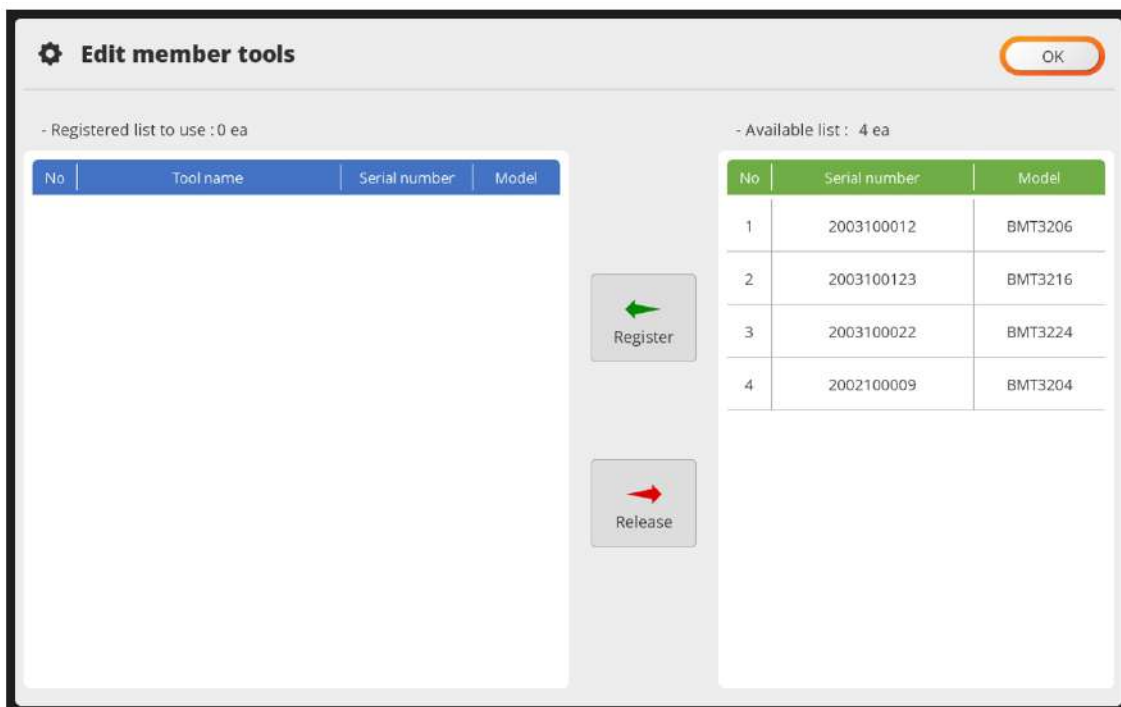 Edit member tools
OK
- Registered list to use : 0 ea
- Available list : 4 ea
No Tool name Serial number Model
No Serial number Model
1 2003100012 BMT3206
2 2003100123 BMT3216
Register
3 2003100022 BMT3224
4 2002100009 BMT3204
Release